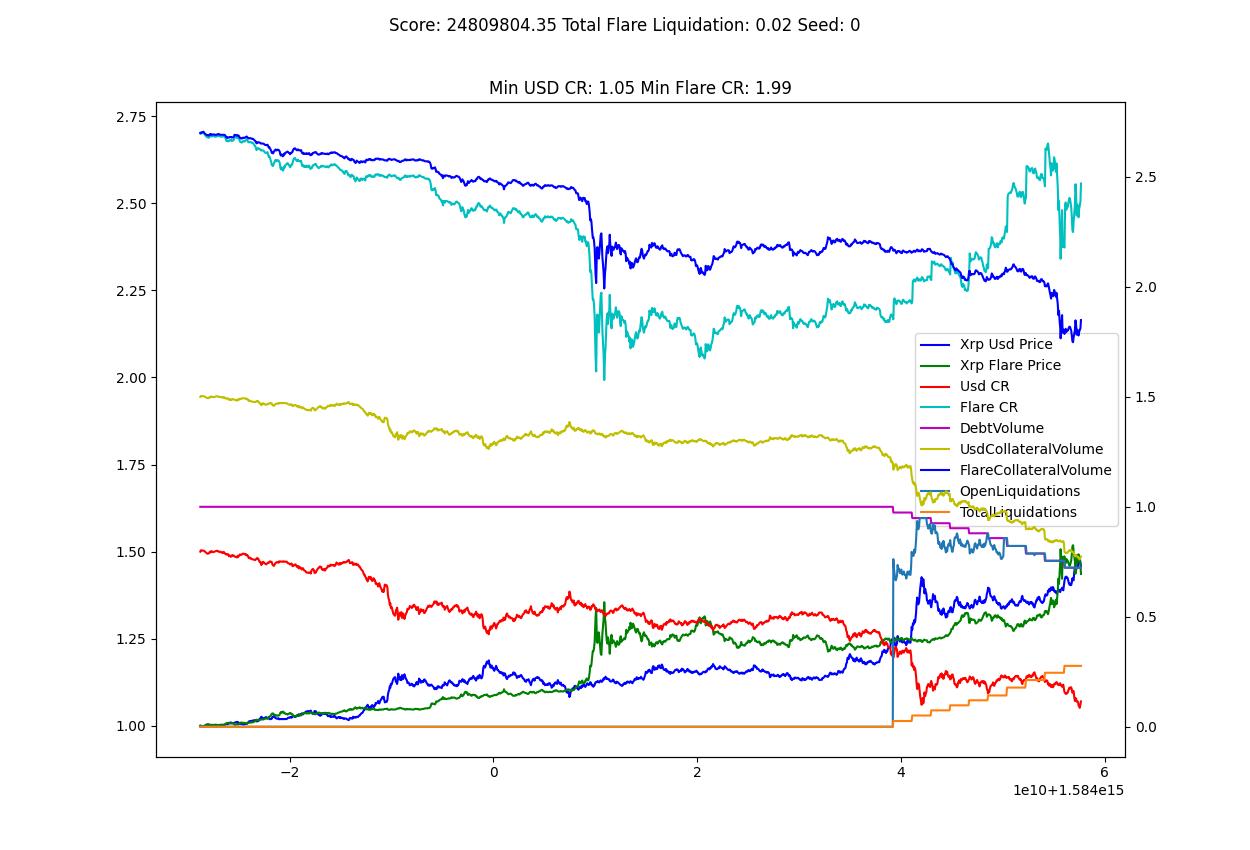 Score: 24809804.35 Total Flare Liquidation: 0.02 Seed: 0
Min USD CR: 1.05 Min Flare CR: 1.99
2.75
2.50
2.25
2.00
1.75
1.50
1.25
1.00
2.5
2.0
1.5
1.0
0.5
0.0
Xrp Usd Price
Xrp Flare Price
Usd CR
Flare CR
DebtVolume
UsdCollateralVolume
FlareCollateralVolume
OpenLiquidations
TotalLiquidations
−2
0
2
4
6
1e10+1.584e15